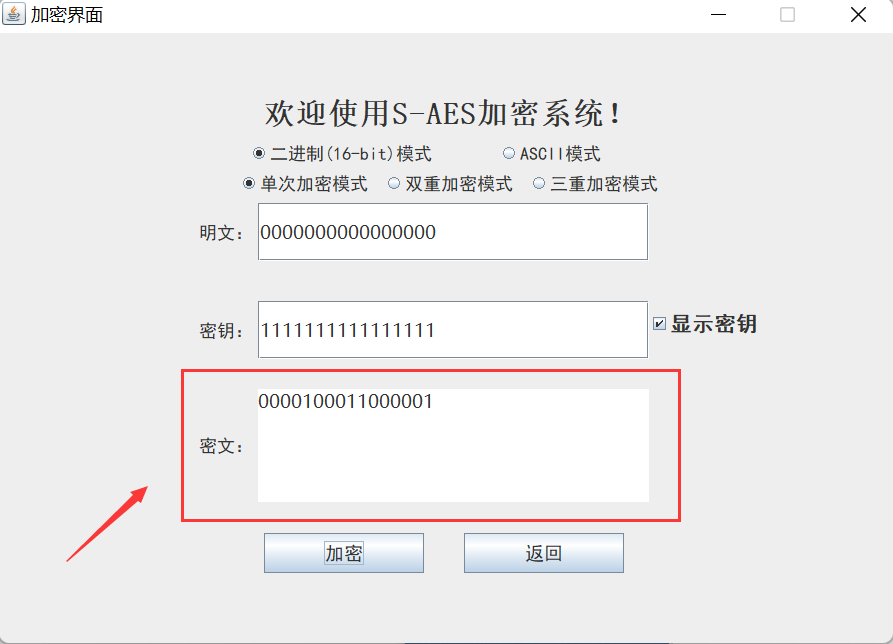 加密界面
欢迎使用S-AES加密系统!
二进制(16-bit)模式 ASCII模式
单次加密模式 双重加密模式 三重加密模式
明文: 0000000000000000
密钥: 1111111111111111 显示密钥
0000100011000001
密文:
加密 返回